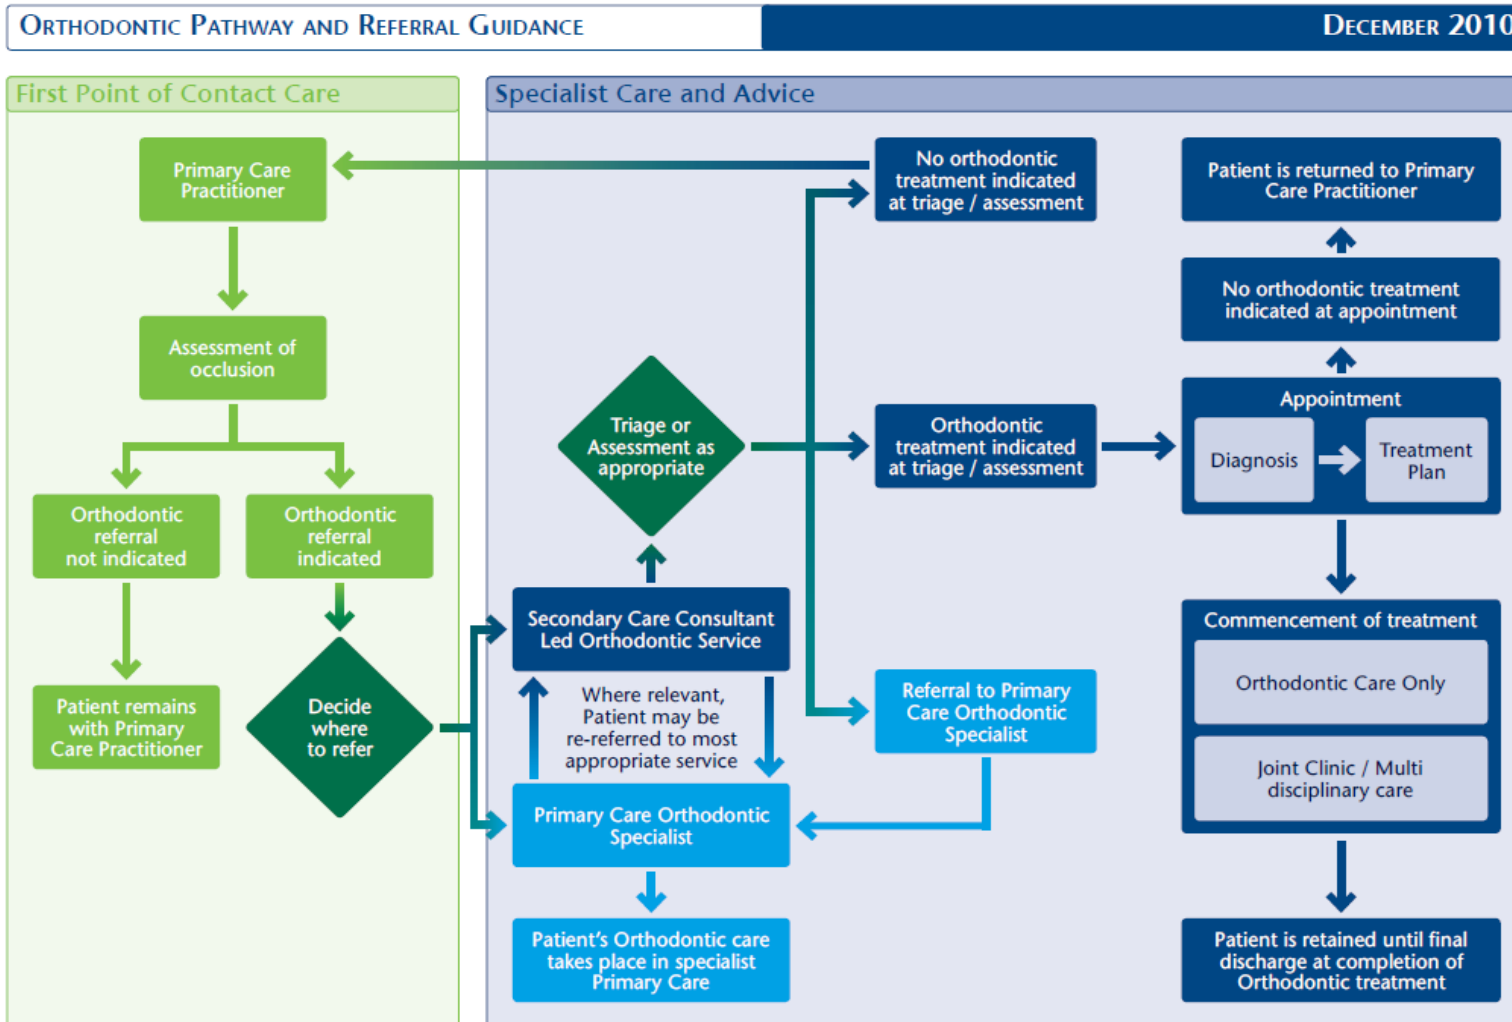 ORTHODONTIC PATHWAY AND REFERRAL GUIDANCE
DECEMBER 2010
First Point of Contact Care
Primary Care
Practitioner
Assessment of
occlusion
Orthodontic
referral
not indicated
Orthodontic
referral
indicated
Patient remains
with Primary
Care Practitioner
Decide
where
to refer
Specialist Care and Advice
No orthodontic
treatment indicated
at triage / assessment
Patient is returned to Primary
Care Practitioner
No orthodontic treatment
indicated at appointment
Triage or
Assessment as
appropriate
Orthodontic
treatment indicated
at triage / assessment
Appointment
Diagnosis
Treatment
Plan
Secondary Care Consultant
Led Orthodontic Service
Where relevant,
Patient may be
re-referred to most
appropriate service
Referral to Primary
Care Orthodontic
Specialist
Commencement of treatment
Orthodontic Care Only
Joint Clinic / Multi
disciplinary care
Primary Care Orthodontic
Specialist
Patient's Orthodontic care
takes place in specialist
Primary Care
Patient is retained until final
discharge at completion of
Orthodontic treatment